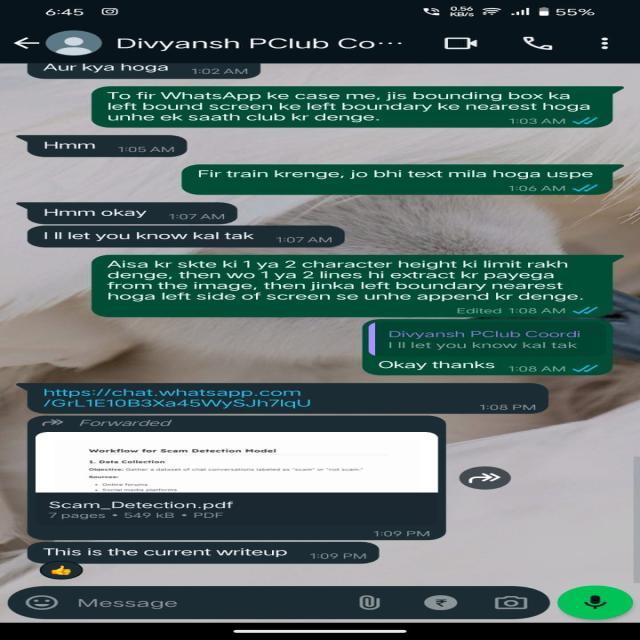 6:45
0.56
KB/s
55%
Divyansh PClub Co···
Aur kya hoga
1:02 AM
To fir WhatsApp ke case me, jis bounding box ka
left bound screen ke left boundary ke nearest hoga
unhe ek saath club kr denge.
1:03 AM
Hmm 1:05 AM
Fir train krenge, jo bhi text mila hoga uspe
1:06 AM
Hmm okay 1:07 AM
I ll let you know kal tak 1:07 AM
Aisa kr skte ki 1 ya 2 character height ki limit rakh
denge, then wo 1 ya 2 lines hi extract kr payega
from the image, then jinka left boundary nearest
hoga left side of screen se unhe append kr denge.
Edited 1:08 AM
Divyansh PClub Coordi
I ll let you know kal tak
Okay thanks 1:08 AM
https://chat.whatsapp.com
/GrL1E10B3Xa45WySJh7IqU
1:08 PM
Forwarded
Workflow for Scam Detection Model
1. Data Collection
Objective: Gather a dataset of chat conversations labeled as "scam" or "not scam."
Sources:
• Online forums
• Social media platforms
Scam_Detection.pdf
7 pages • 549 kB • PDF
1:09 PM
This is the current writeup 1:09 PM
Message